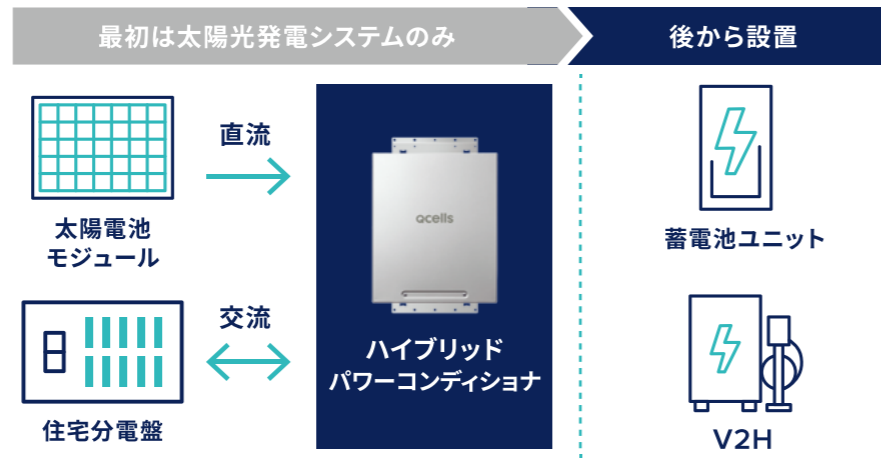 最初は太陽光発電システムのみ
後から設置
直流
太陽電池
モジュール
交流
住宅分電盤
qcells
ハイブリッド
パワーコンディショナ
蓄電池ユニット
V2H